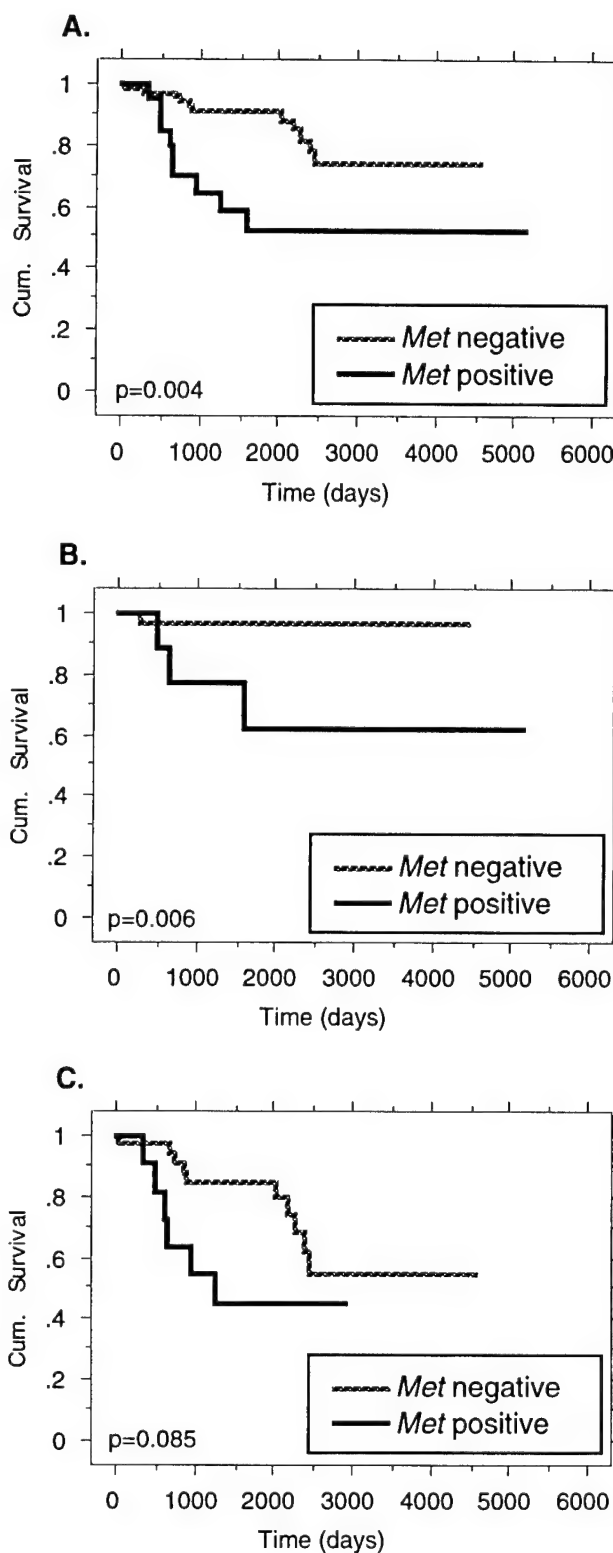 A.
Cum. Survival
1
.8
.6
.4
.2
0
p=0.004
Met negative
Met positive
0 1000 2000 3000 4000 5000 6000
Time (days)
B.
Cum. Survival
1
.8
.6
.4
.2
0
p=0.006
Met negative
Met positive
0 1000 2000 3000 4000 5000 6000
Time (days)
C.
Cum. Survival
1
.8
.6
.4
.2
0
p=0.085
Met negative
Met positive
0 1000 2000 3000 4000 5000 6000
Time (days)